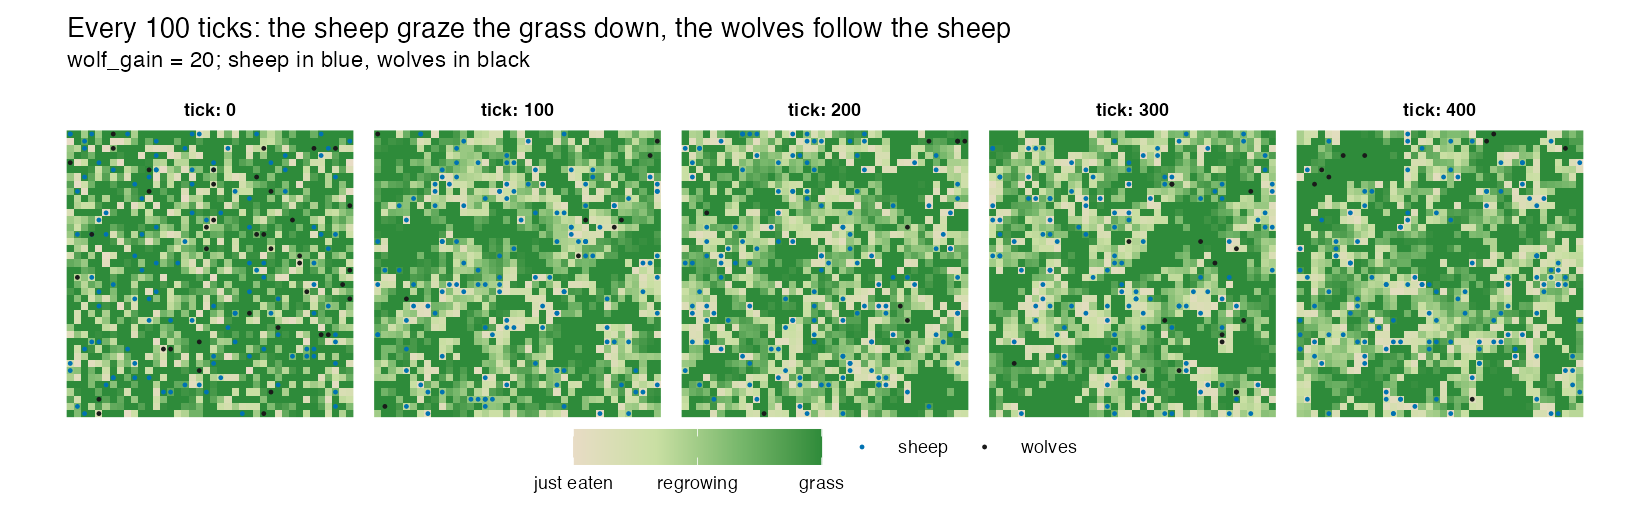 Every 100 ticks: the sheep graze the grass down, the wolves follow the sheep
wolf_gain = 20; sheep in blue, wolves in black
tick: 0 tick: 100 tick: 200 tick: 300 tick: 400
sheep wolves
just eaten regrowing grass